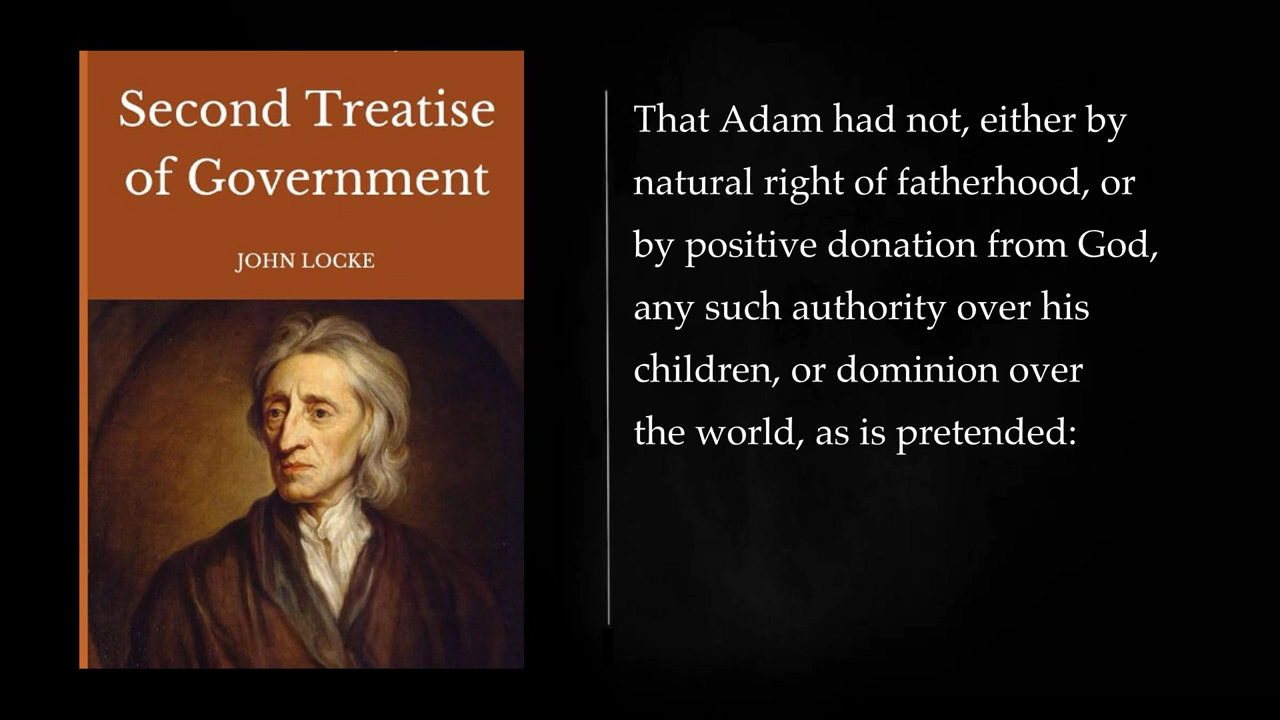 Second Treatise
of Government
JOHN LOCKE
That Adam had not, either by
natural right of fatherhood, or
by positive donation from God,
any such authority over his
children, or dominion over
the world, as is pretended: